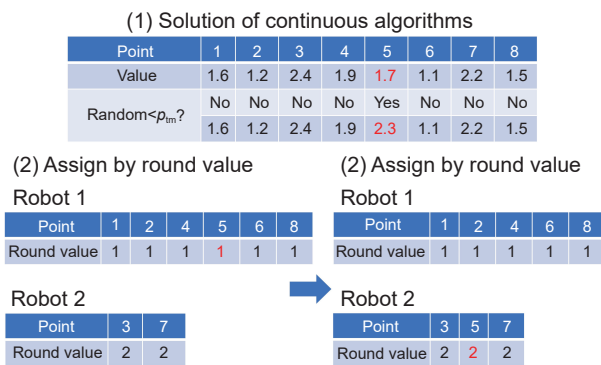 (1) Solution of continuous algorithms
Point 1 2 3 4 5 6 7 8
Value 1.6 1.2 2.4 1.9 1.7 1.1 2.2 1.5
Random<ptm? No No No No Yes No No No
1.6 1.2 2.4 1.9 2.3 1.1 2.2 1.5
(2) Assign by round value
Robot 1
Point 1 2 4 5 6 8
Round value 1 1 1 1 1 1
Robot 2
Point 3 7
Round value 2 2
(2) Assign by round value
Robot 1
Point 1 2 4 6 8
Round value 1 1 1 1 1
Robot 2
Point 3 5 7
Round value 2 2 2